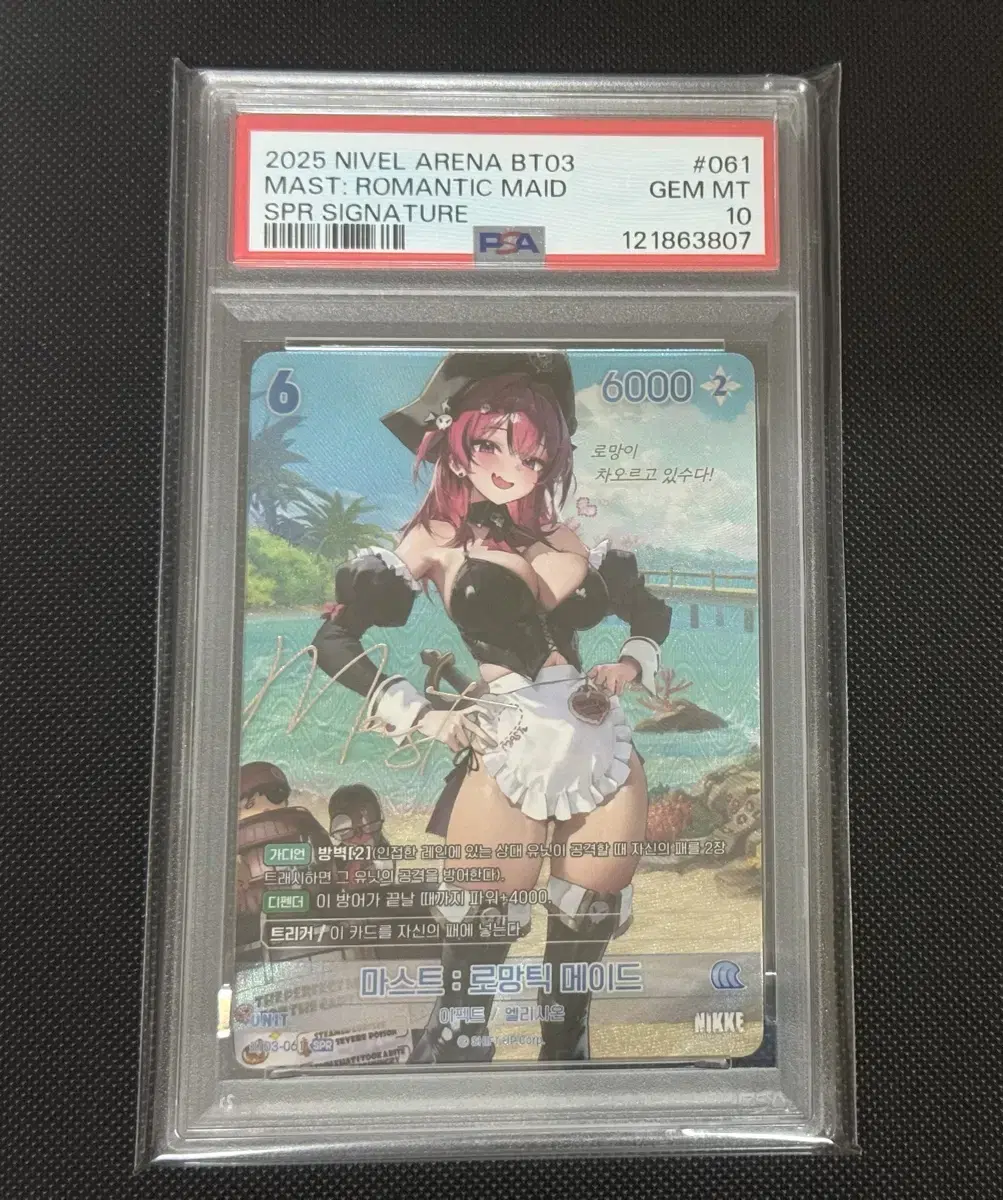 2025 NIVEL ARENA BT03 #061
MAST: ROMANTIC MAID GEM MT
SPR SIGNATURE 10
PSA 121863807
6 6000 2
로망이
차오르고 있수다!
Mast
MAST
가디언 방벽[2](인접한 레인에 있는 상대 유닛이 공격할 때 자신의 패를 2장
트래시하면 그 유닛의 공격을 방어한다).
디펜더 이 방어가 끝날 때까지 파워+4000.
트리거 / 이 카드를 자신의 패에 넣는다.
마스트 : 로망틱 메이드
UNIT 이펙트 / 엘리시온 NIKKE
03-061 SPR